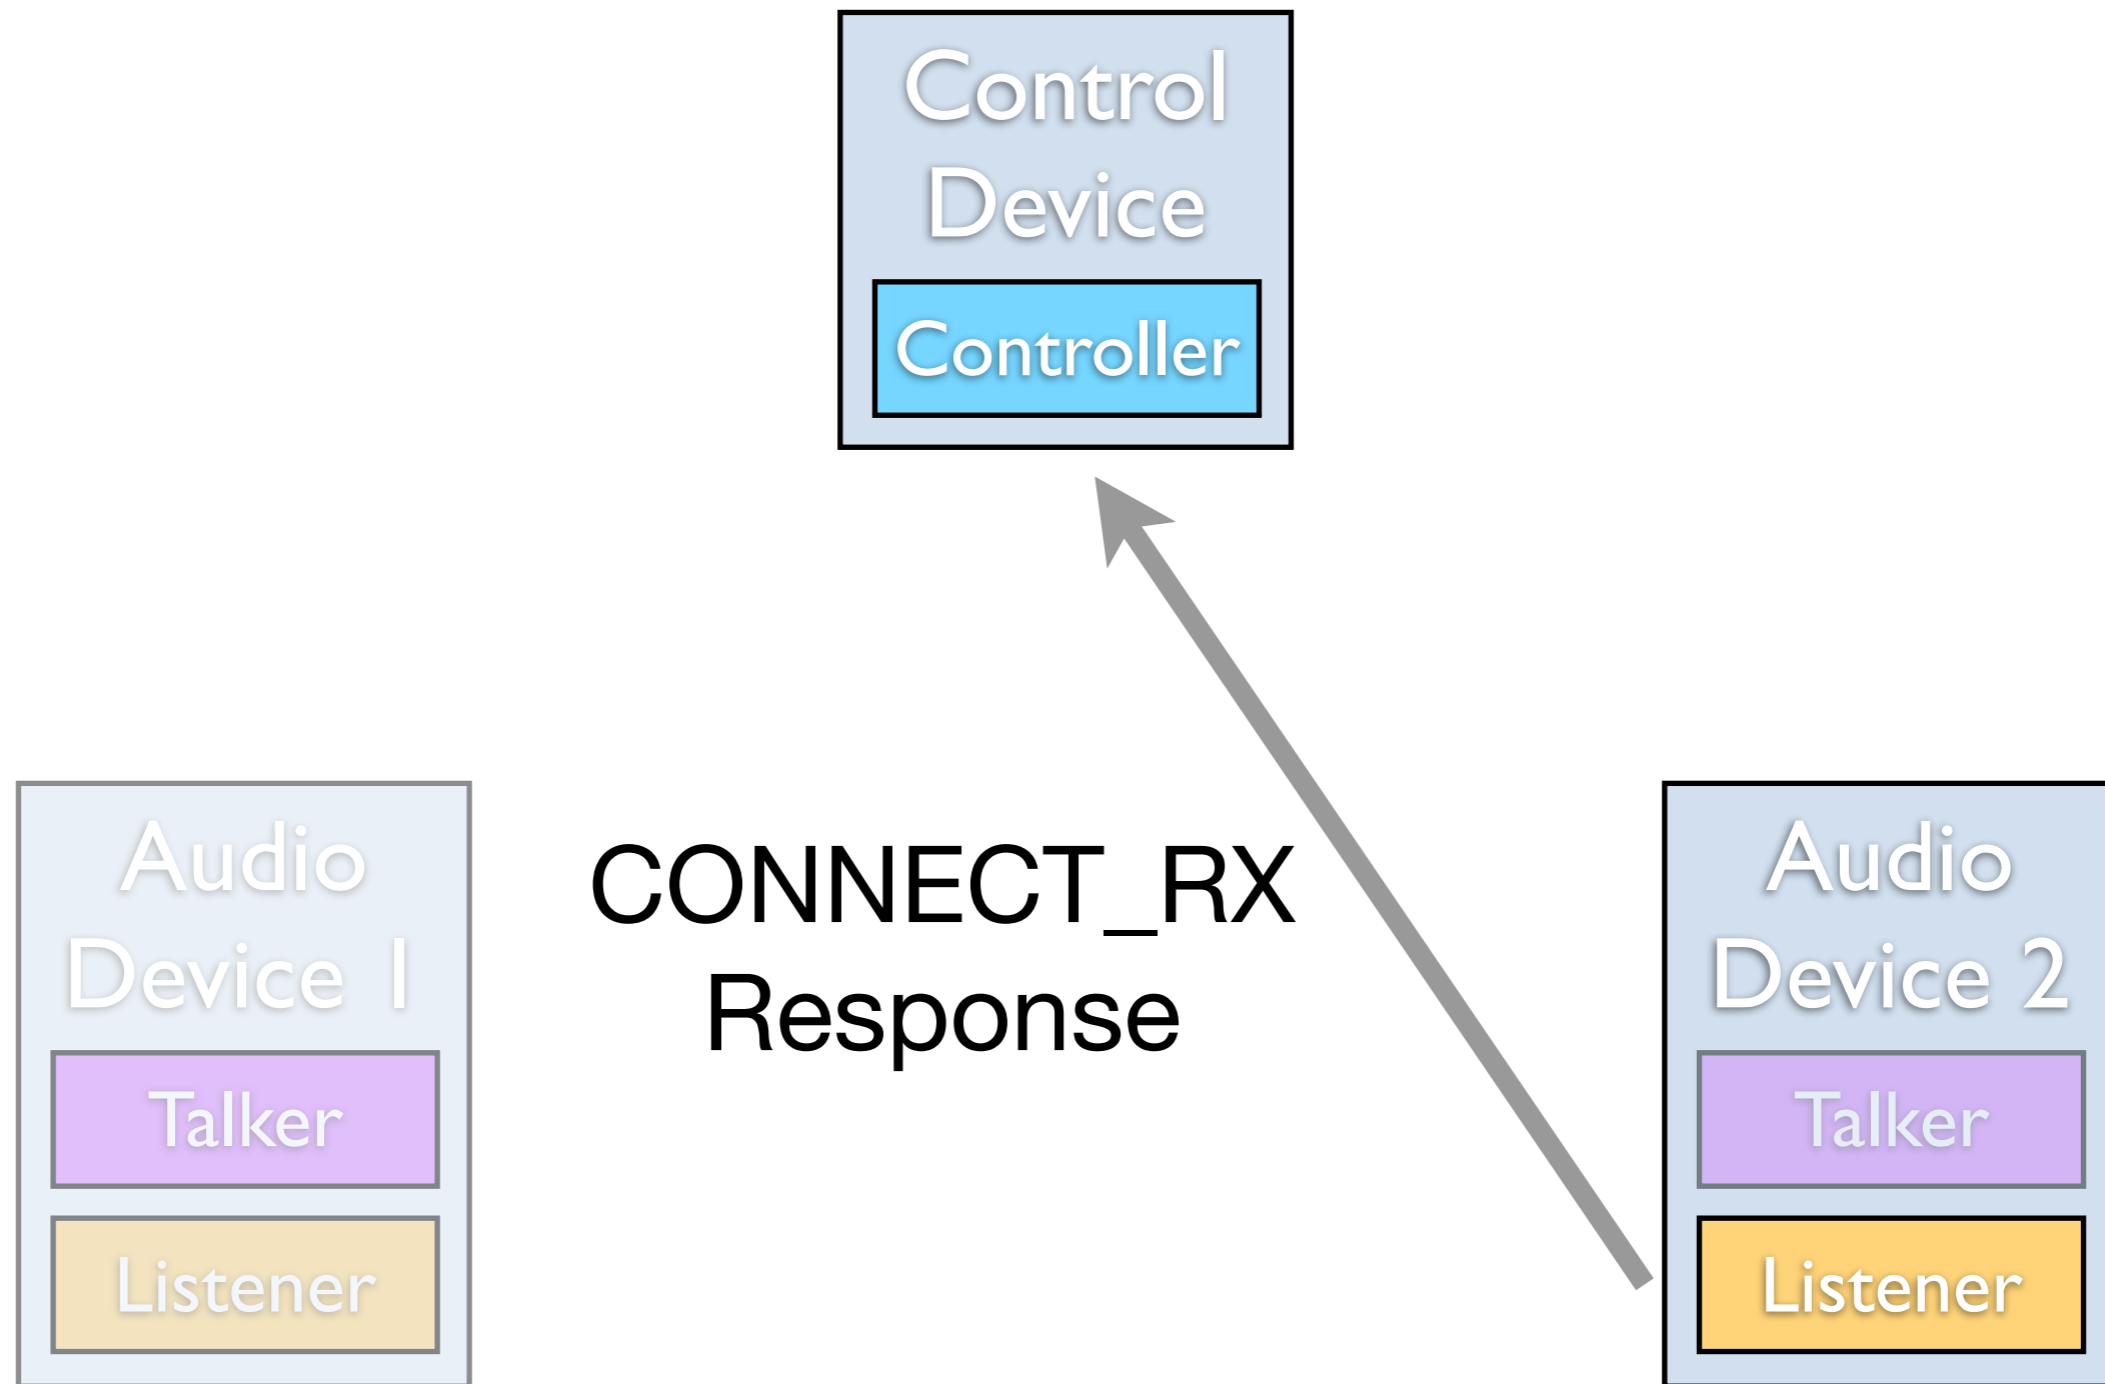 Control
Device
Controller
Audio
Device 1
Talker
Listener
CONNECT_RX
Response
Audio
Device 2
Talker
Listener